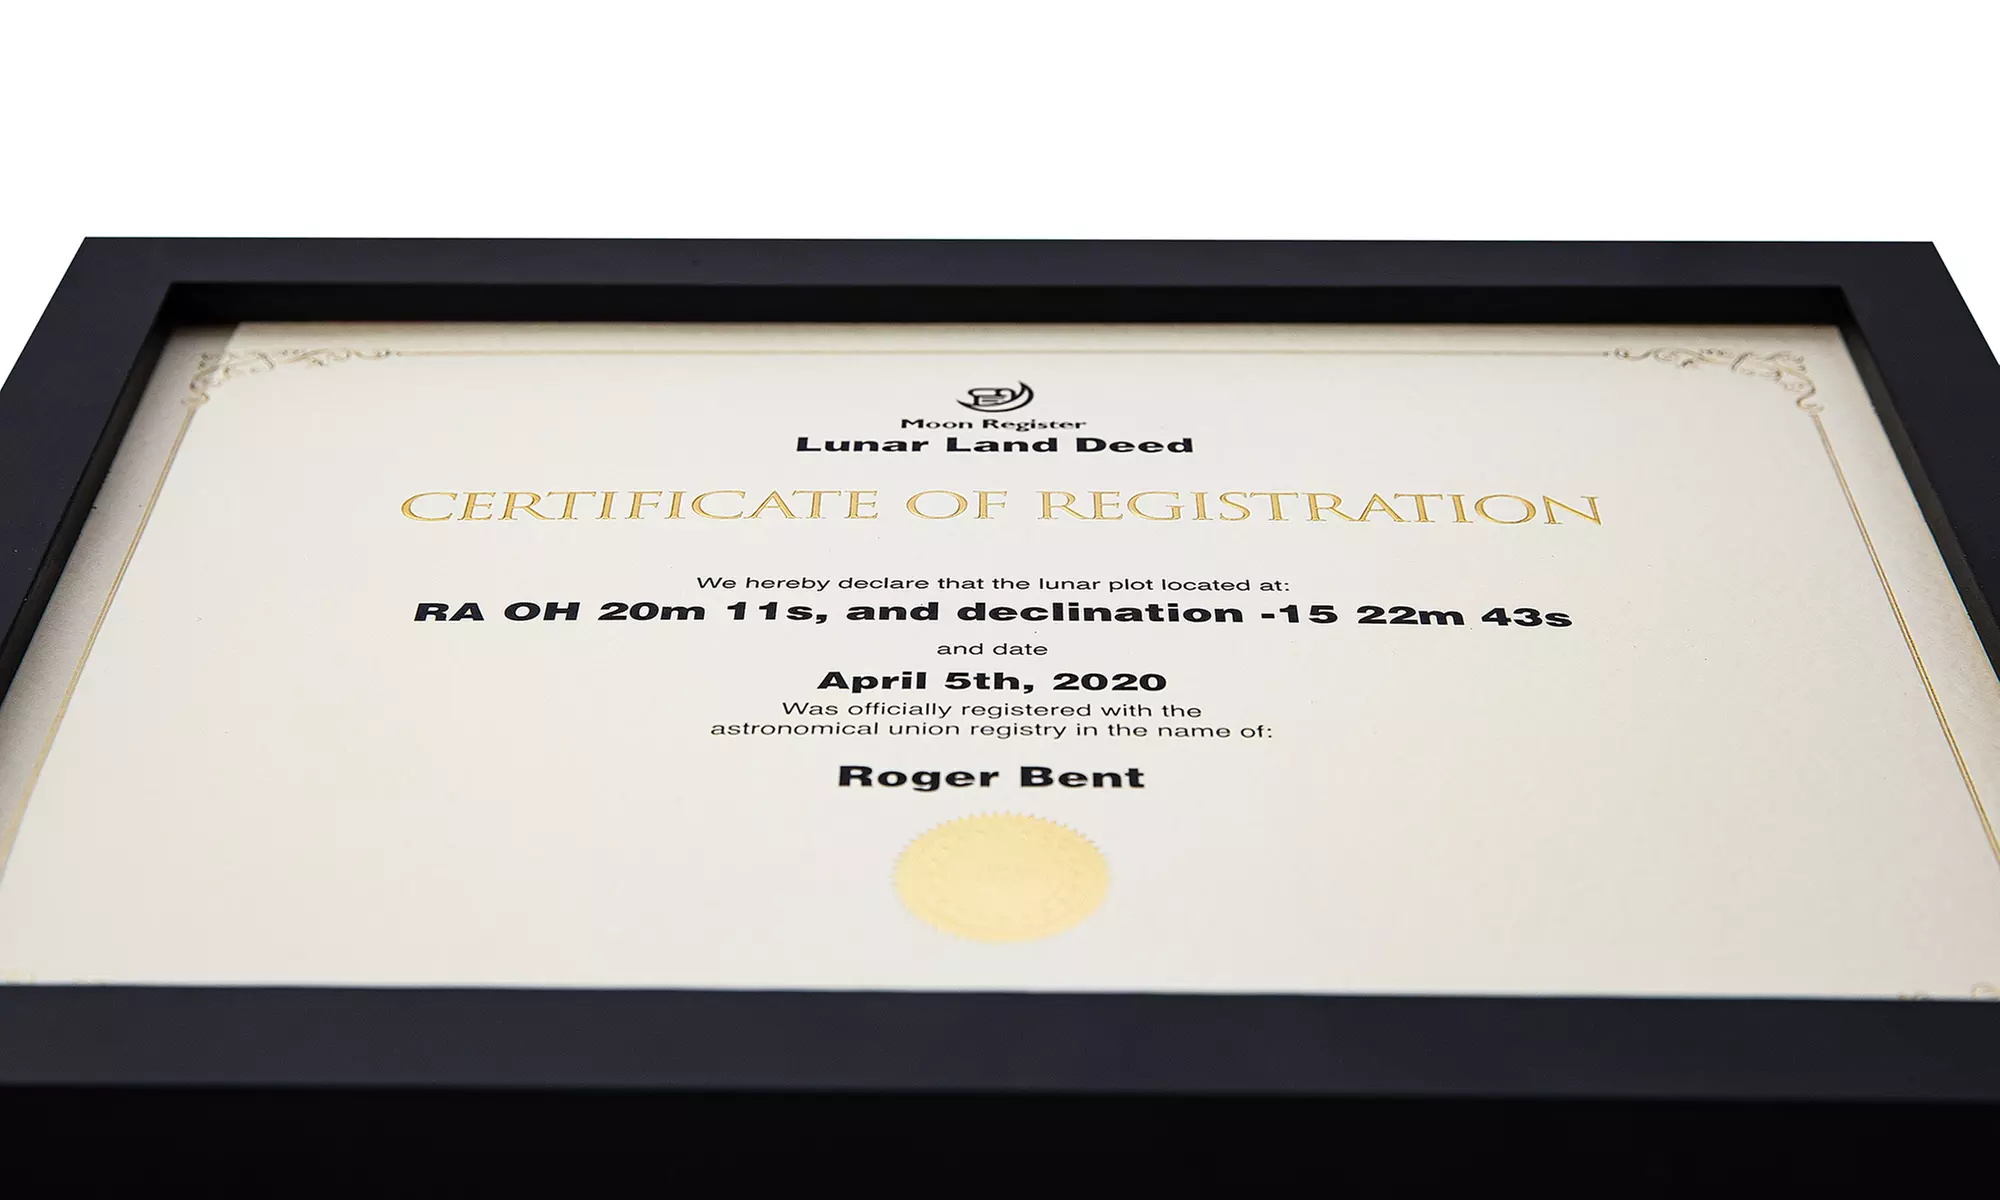 Moon Register
Lunar Land Deed
CERTIFICATE OF REGISTRATION
We hereby declare that the lunar plot located at:
RA OH 20m 11s, and declination -15 22m 43s
and date
April 5th, 2020
Was officially registered with the
astronomical union registry in the name of:
Roger Bent